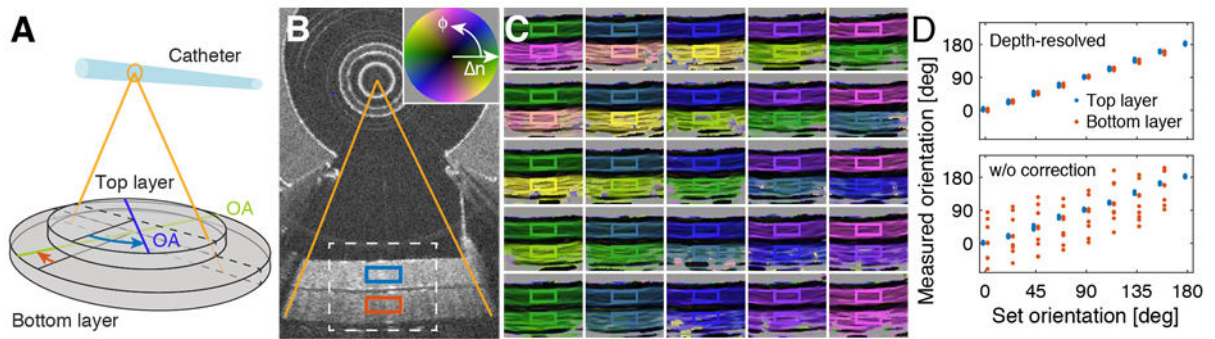 A
Catheter
Top layer
OA
OA
Bottom layer
B
ϕ
Δn
C
D
Measured orientation [deg]
180
90
0
Depth-resolved
Top layer
Bottom layer
180
90
0
w/o correction
0 45 90 135 180
Set orientation [deg]